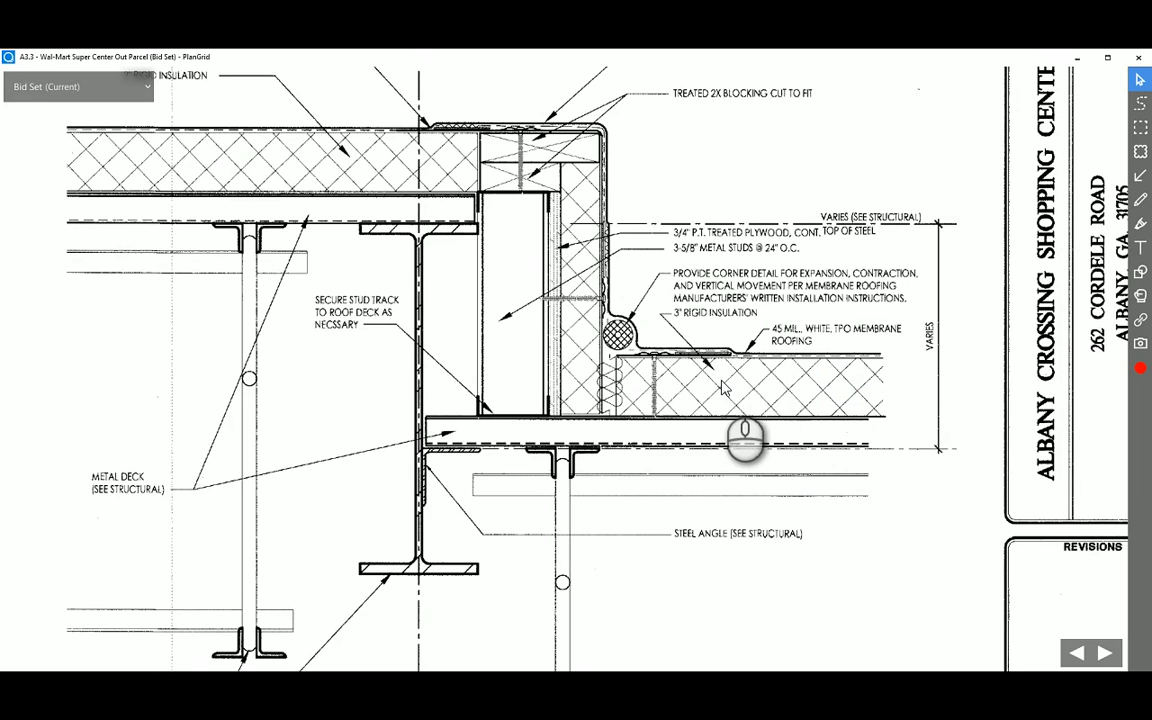 A3.3 - Wal-Mart Super Center Out Parcel (Bid Set) - PlanGrid
Bid Set (Current)
RIGID INSULATION
TREATED 2X BLOCKING CUT TO FIT
VARIES (SEE STRUCTURAL)
TOP OF STEEL
3/4" P.T. TREATED PLYWOOD, CONT.
3-5/8" METAL STUDS @ 24" O.C.
PROVIDE CORNER DETAIL FOR EXPANSION, CONTRACTION,
AND VERTICAL MOVEMENT PER MEMBRANE ROOFING
MANUFACTURERS' WRITTEN INSTALLATION INSTRUCTIONS.
3" RIGID INSULATION
45 MIL., WHITE, TPO MEMBRANE
ROOFING
VARIES
SECURE STUD TRACK
TO ROOF DECK AS
NECSSARY
METAL DECK
(SEE STRUCTURAL)
STEEL ANGLE (SEE STRUCTURAL)
ALBANY CROSSING SHOPPING CENTE
262 CORDELE ROAD
ALBANY, GA. 31705
REVISIONS